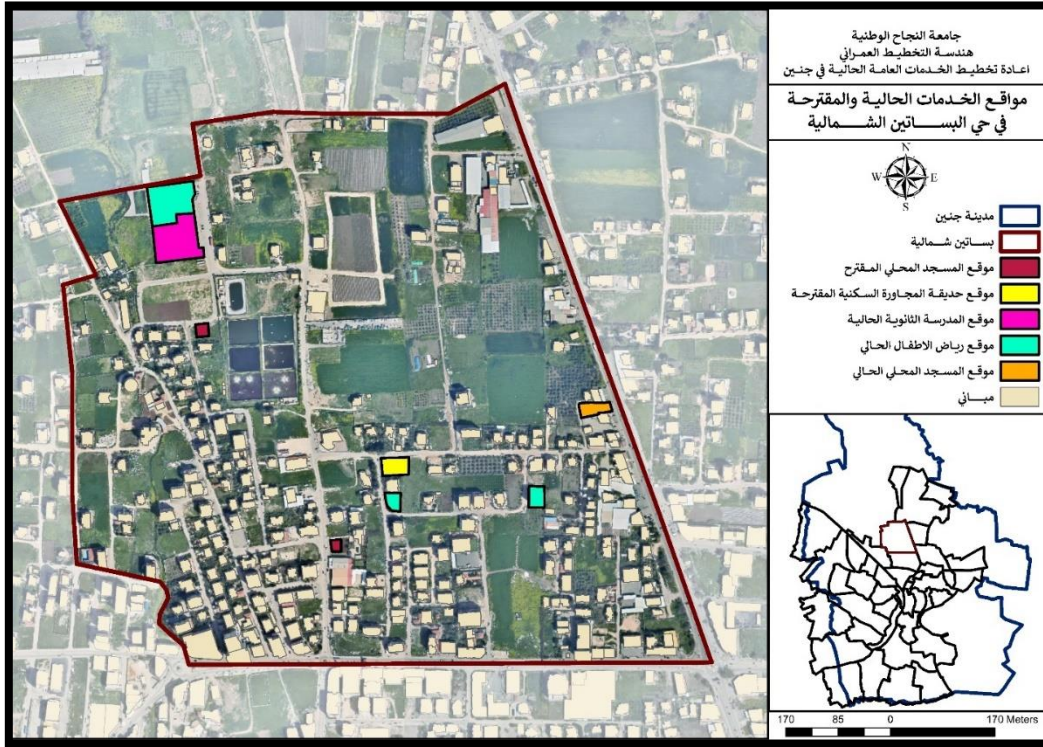 جامعة النجاح الوطنية
هندسة التخطيط العمراني
اعادة تخطيط الخدمات العامة الحالية في جنين
مواقع الخدمات الحالية والمقترحة
في حي البساتين الشمالية
N
W E
S
مدينة جنين
بساتين شمالية
موقع المسجد المحلي المقترح
موقع حديقة المجاورة السكنية المقترحة
موقع المدرسة الثانوية الحالية
موقع رياض الاطفال الحالي
موقع المسجد المحلي الحالي
مباني
170 85 0 170 Meters